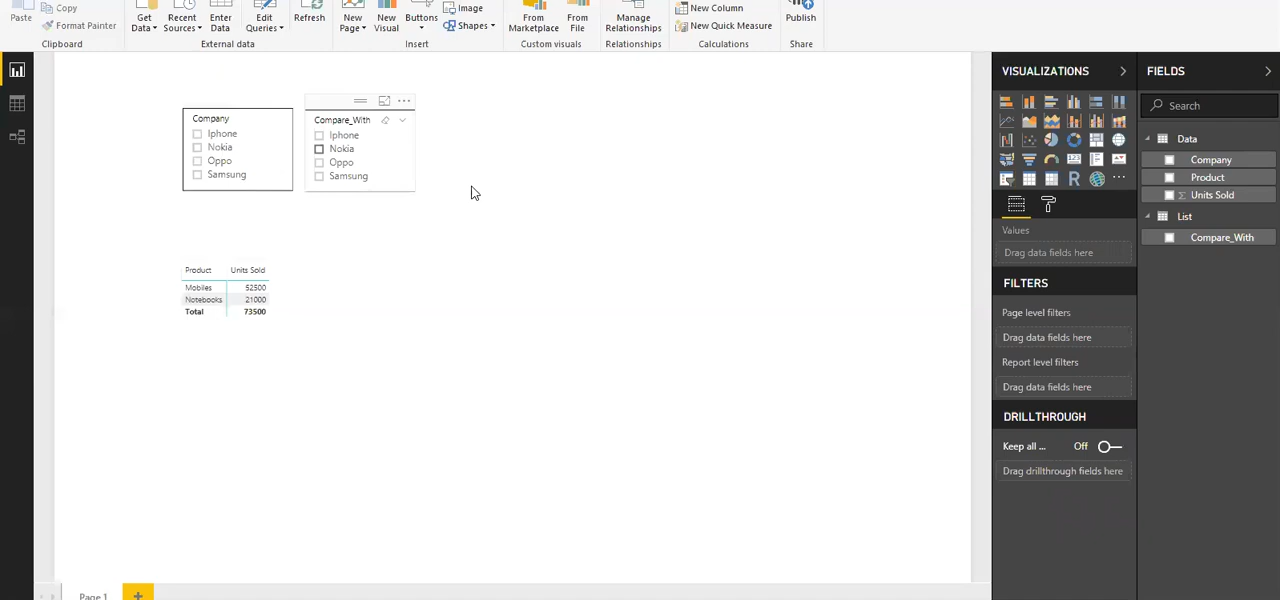 Paste
Copy
Format Painter
Clipboard
Get Data
Recent Sources
Enter Data
Edit Queries
Refresh
External data
New Page
New Visual
Buttons
Image
Shapes
Insert
From Marketplace
From File
Custom visuals
Manage Relationships
Relationships
New Column
New Quick Measure
Calculations
Publish
Share
Company
Iphone
Nokia
Oppo
Samsung
Compare_With
Iphone
Nokia
Oppo
Samsung
Product Units Sold
Mobiles 52500
Notebooks 21000
Total 73500
VISUALIZATIONS
Values
Drag data fields here
FILTERS
Page level filters
Drag data fields here
Report level filters
Drag data fields here
DRILLTHROUGH
Keep all ... Off
Drag drillthrough fields here
FIELDS
Search
Data
Company
Product
Units Sold
List
Compare_With
Page 1